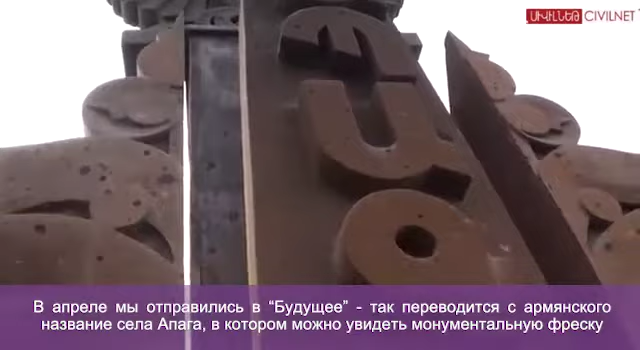 ՍԻՎԻԼՆԵԹ CIVILNET
В апреле мы отправились в “Будущее” - так переводится с армянского
название села Апага, в котором можно увидеть монументальную фреску